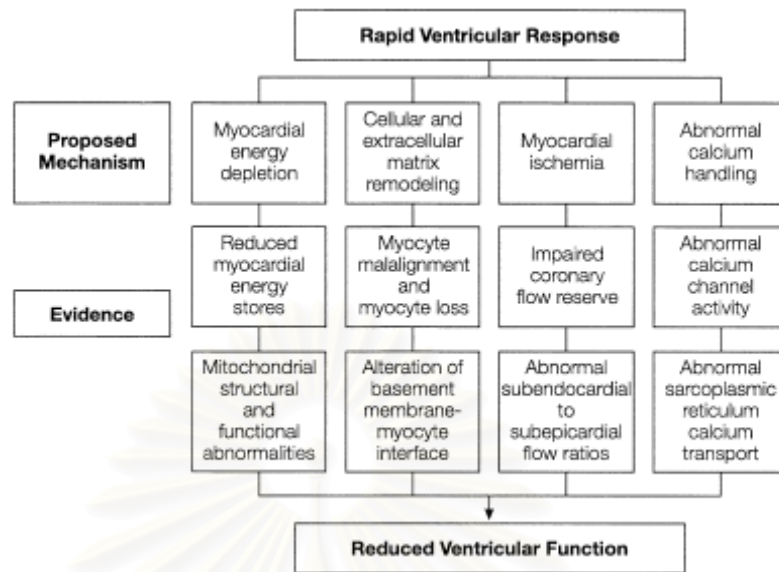 Rapid Ventricular Response
Proposed
Mechanism
Myocardial
energy
depletion
Cellular and
extracellular
matrix
remodeling
Myocardial
ischemia
Abnormal
calcium
handling
Evidence
Reduced
myocardial
energy
stores
Myocyte
malalignment
and
myocyte loss
Impaired
coronary
flow reserve
Abnormal
calcium
channel
activity
Mitochondrial
structural
and
functional
abnormalities
Alteration of
basement
membrane-
myocyte
interface
Abnormal
subendocardial
to
subepicardial
flow ratios
Abnormal
sarcoplasmic
reticulum
calcium
transport
Reduced Ventricular Function